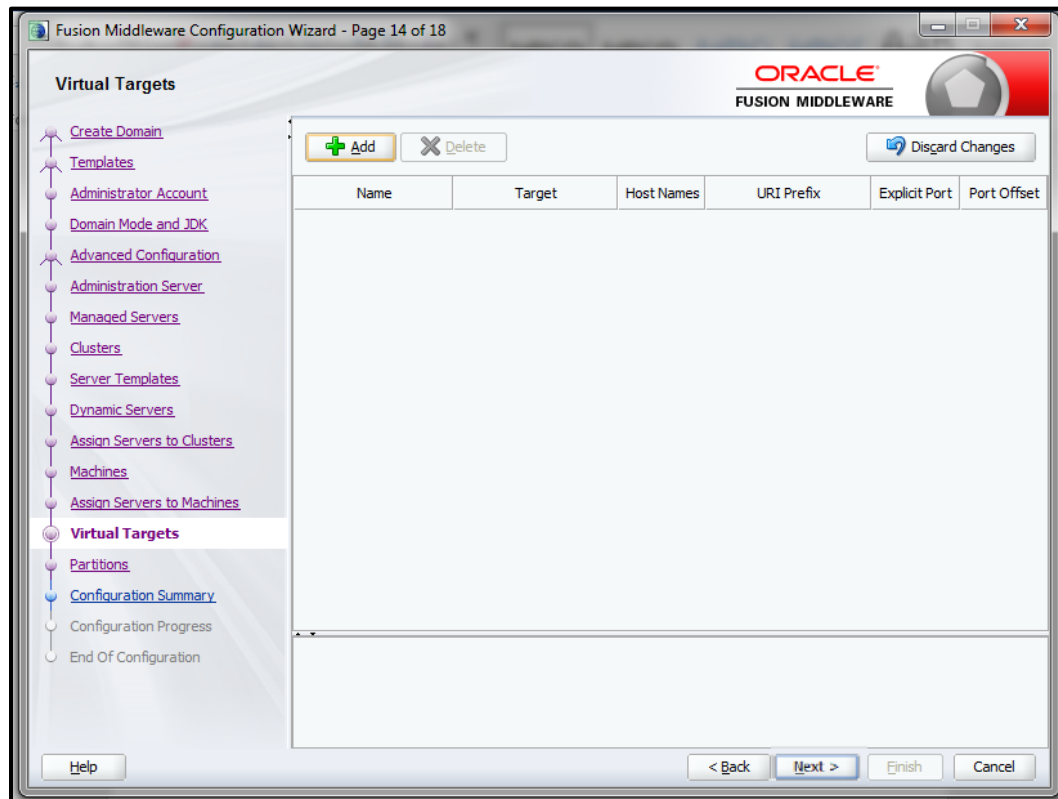 Fusion Middleware Configuration Wizard - Page 14 of 18
Virtual Targets
ORACLE
FUSION MIDDLEWARE
Create Domain
Templates
Administrator Account
Domain Mode and JDK
Advanced Configuration
Administration Server
Managed Servers
Clusters
Server Templates
Dynamic Servers
Assign Servers to Clusters
Machines
Assign Servers to Machines
Virtual Targets
Partitions
Configuration Summary
Configuration Progress
End Of Configuration
Add Delete Discard Changes
Name Target Host Names URI Prefix Explicit Port Port Offset
Help < Back Next > Finish Cancel